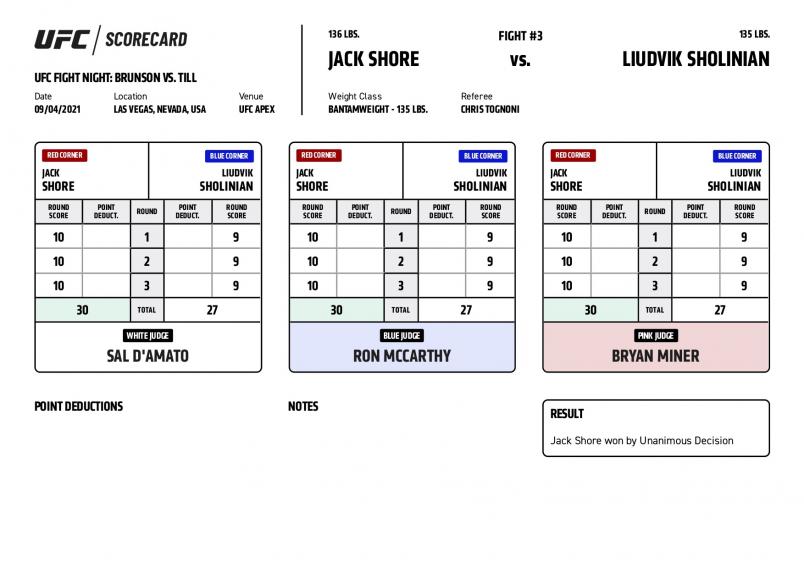 UFC SCORECARD
UFC FIGHT NIGHT: BRUNSON VS. TILL
Date Location Venue
09/04/2021 LAS VEGAS, NEVADA, USA UFC APEX
136 LBS. FIGHT #3 135 LBS.
JACK SHORE VS. LIUDVIK SHOLINIAN
Weight Class Referee
BANTAMWEIGHT - 135 LBS. CHRIS TOGNONI
RED CORNER BLUE CORNER
JACK LIUDVIK
SHORE SHOLINIAN
ROUND SCORE POINT DEDUCT. ROUND POINT DEDUCT. ROUND SCORE
10 1 9
10 2 9
10 3 9
30 TOTAL 27
WHITE JUDGE
SAL D'AMATO
RED CORNER BLUE CORNER
JACK LIUDVIK
SHORE SHOLINIAN
ROUND SCORE POINT DEDUCT. ROUND POINT DEDUCT. ROUND SCORE
10 1 9
10 2 9
10 3 9
30 TOTAL 27
BLUE JUDGE
RON MCCARTHY
RED CORNER BLUE CORNER
JACK LIUDVIK
SHORE SHOLINIAN
ROUND SCORE POINT DEDUCT. ROUND POINT DEDUCT. ROUND SCORE
10 1 9
10 2 9
10 3 9
30 TOTAL 27
PINK JUDGE
BRYAN MINER
POINT DEDUCTIONS
NOTES
RESULT
Jack Shore won by Unanimous Decision